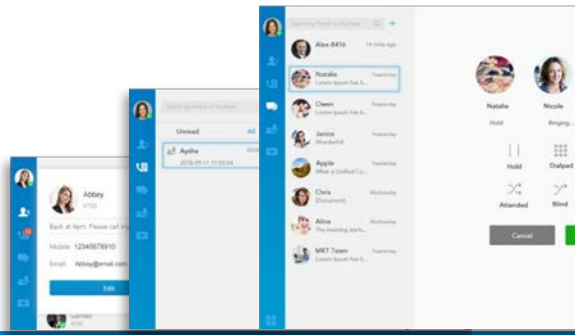 Abbey
6758
Back at 4pm. Please call my
Mobile 12345678910
Email Abbey@email.com
Edit
Search by Name or Number
Unread All
Aysha
2018-09-11 11:03:04
Search by Name or Number
Alex-8416 14 mins ago
Natalie Yesterday
Lorem Ipsum has b...
Owen Yesterday
Lorem Ipsum has b...
Janice Yesterday
Wonderful!
Apple Yesterday
What is Unified Co...
Chris Wednesday
[Document]
Alina Wednesday
The meeting starts...
MKT Team Yesterday
Lorem Ipsum has b...
Natalie Nicole
Hold Ringing...
Hold Dialpad
Attended Blind
Cancel